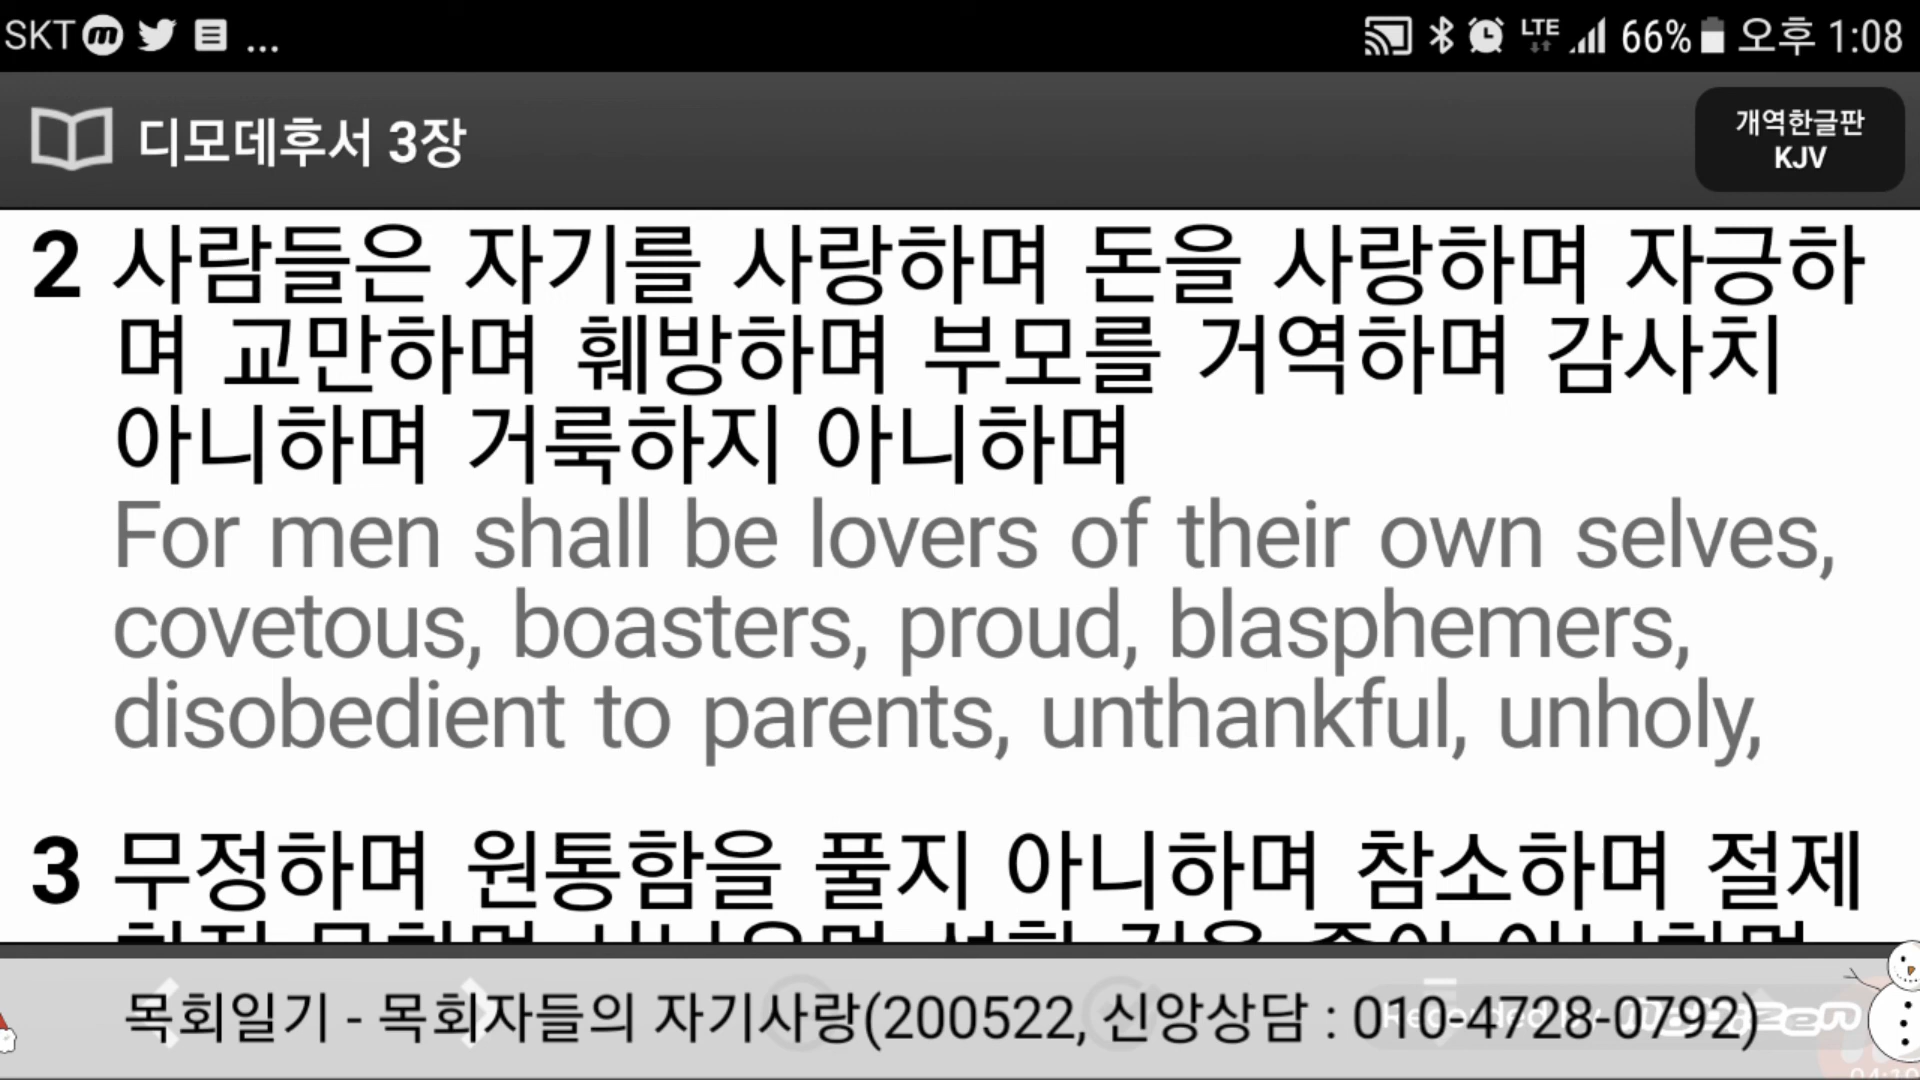 SKT m ...
LTE 66% 오후 1:08
디모데후서 3장
개역한글판
KJV
2 사람들은 자기를 사랑하며 돈을 사랑하며 자긍하
며 교만하며 훼방하며 부모를 거역하며 감사치
아니하며 거룩하지 아니하며
For men shall be lovers of their own selves,
covetous, boasters, proud, blasphemers,
disobedient to parents, unthankful, unholy,
3 무정하며 원통함을 풀지 아니하며 참소하며 절제
목회일기 - 목회자들의 자기사랑(200522, 신앙상담 : 010-4728-0792)